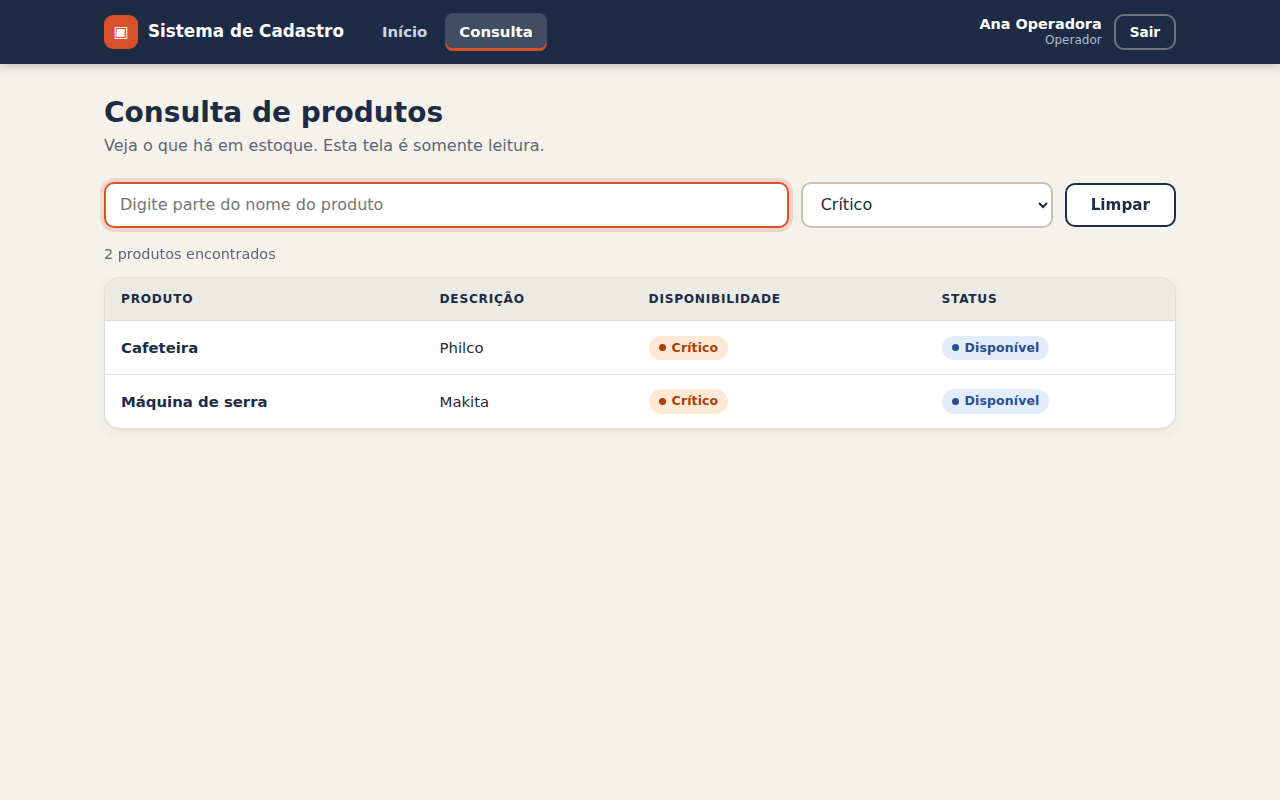 Sistema de Cadastro
Início
Consulta
Ana Operadora
Operador
Sair
Consulta de produtos
Veja o que há em estoque. Esta tela é somente leitura.
Digite parte do nome do produto
Crítico
Limpar
2 produtos encontrados
PRODUTO DESCRIÇÃO DISPONIBILIDADE STATUS
Cafeteira Philco Crítico Disponível
Máquina de serra Makita Crítico Disponível